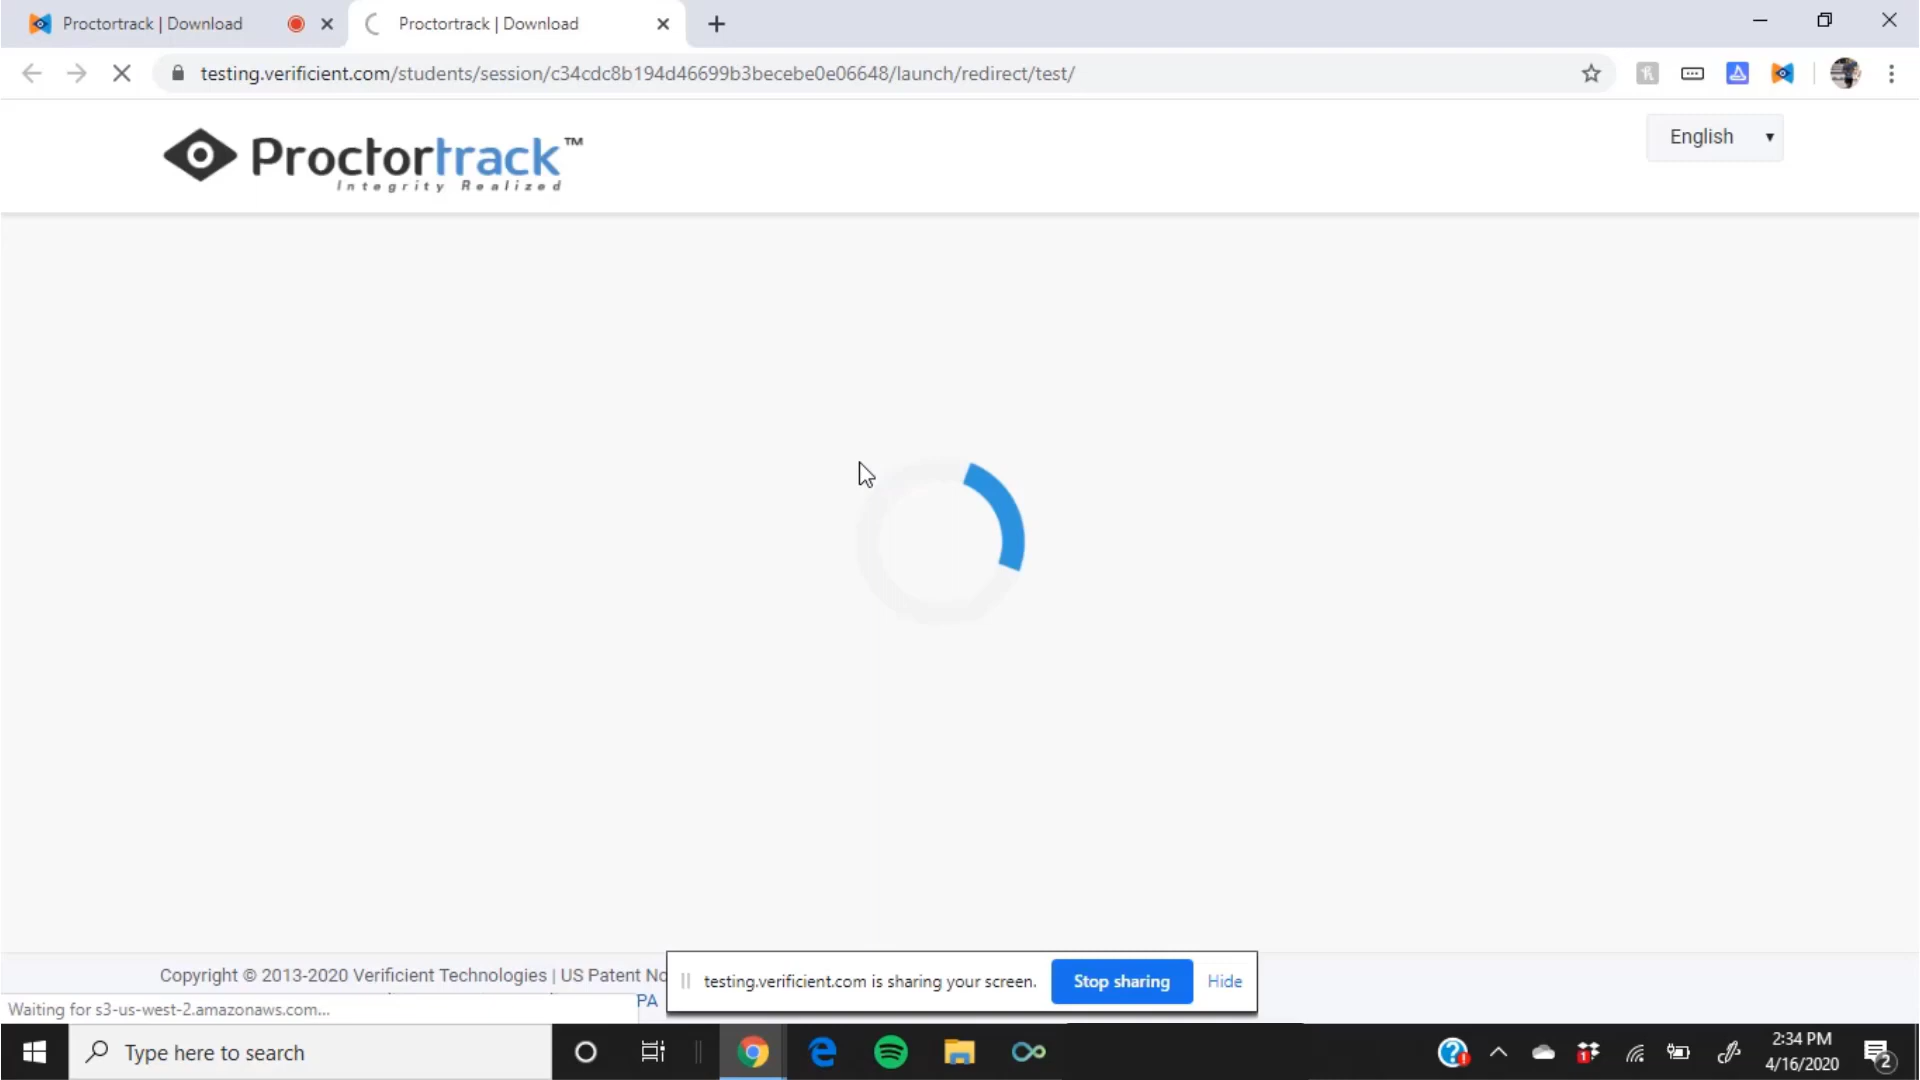 Proctortrack | Download
Proctortrack | Download
testing.verificient.com/students/session/c34cdc8b194d46699b3becebe0e06648/launch/redirect/test/
Proctortrack™
Integrity Realized
English
Copyright © 2013-2020 Verificient Technologies | US Patent No
PA
testing.verificient.com is sharing your screen.
Stop sharing
Hide
Waiting for s3-us-west-2.amazonaws.com...
Type here to search
1
2:34 PM
4/16/2020
2